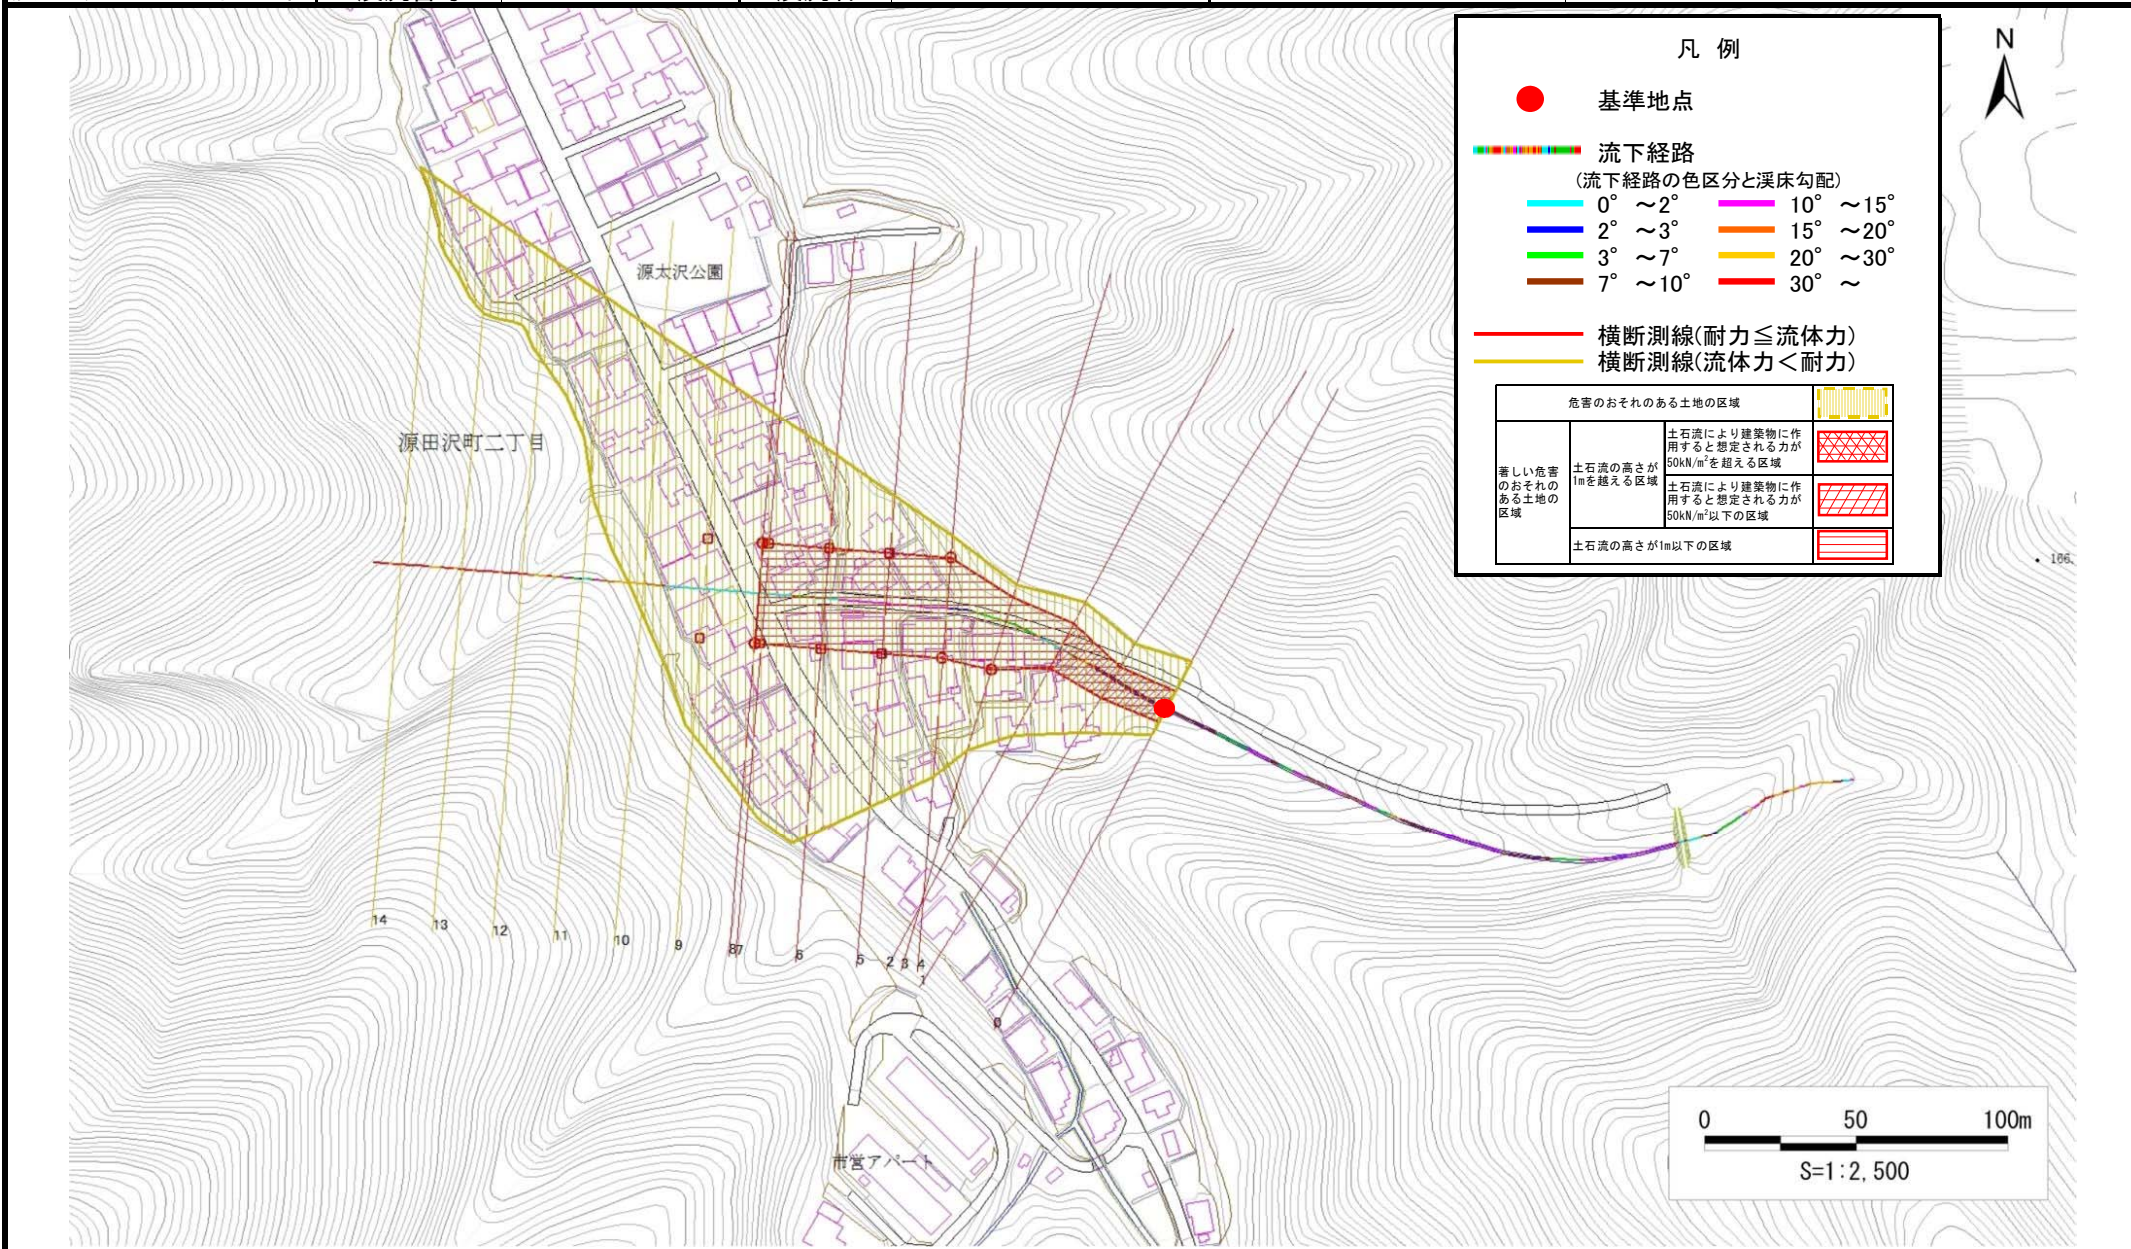 凡 例
N
基準地点
流下経路
(流下経路の色区分と渓床勾配)
0° ～2° 10° ～15°
2° ～3° 15° ～20°
3° ～7° 20° ～30°
7° ～10° 30° ～
横断測線(耐力≦流体力)
横断測線(流体力＜耐力)
危害のおそれのある土地の区域
著しい危害
のおそれの
ある土地の
区域
土石流の高さが
1mを越える区域
土石流により建築物に作
用すると想定される力が
50kN/m²を超える区域
土石流により建築物に作
用すると想定される力が
50kN/m²以下の区域
土石流の高さが1m以下の区域
源太沢公園
源田沢町二丁目
166
14
13
12
11
10
9
8
7
6
5
2
3
4
1
0
市営アパート
0 50 100m
S=1:2,500